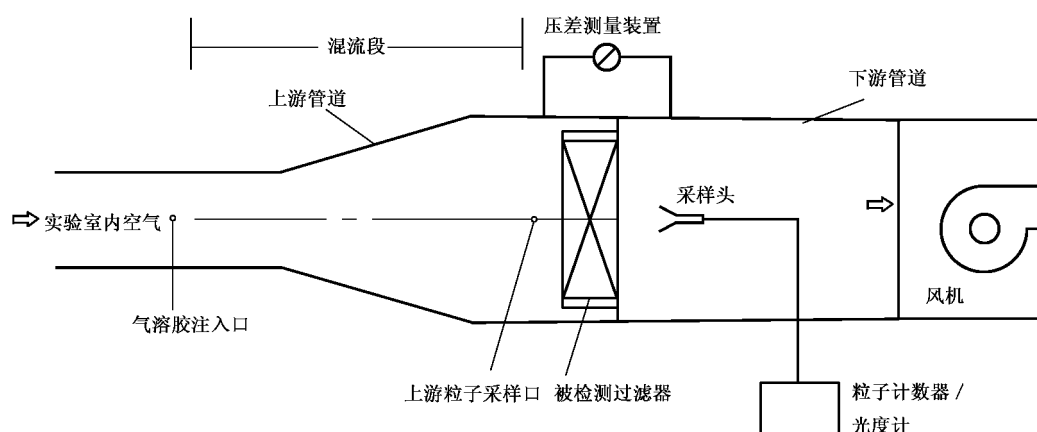 压差测量装置
混流段
上游管道
下游管道
采样头
实验室内空气
风机
气溶胶注入口
上游粒子采样口
被检测过滤器
粒子计数器 /
光度计